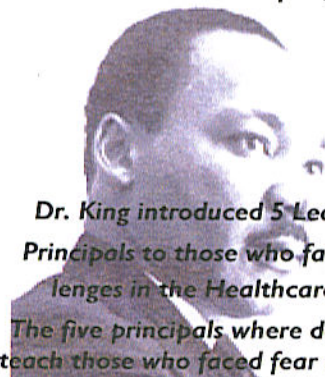 Dr. King introduced 5
Principals to those who
lenges in the Healthcar
The five principals where d
teach those who faced fear